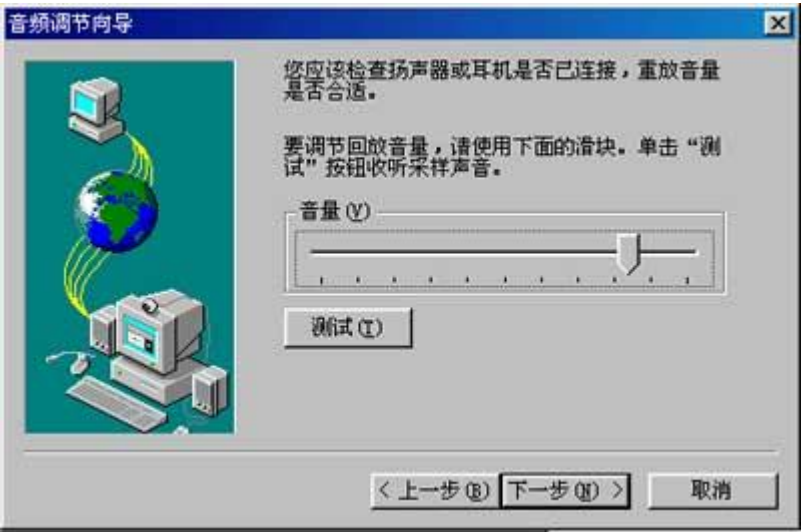 音频调节向导
您应该检查扬声器或耳机是否已连接，重放音量
是否合适。
要调节回放音量，请使用下面的滑块。单击“测
试”按钮收听采样声音。
音量(V)
测试(T)
< 上一步(B)
下一步(N) >
取消